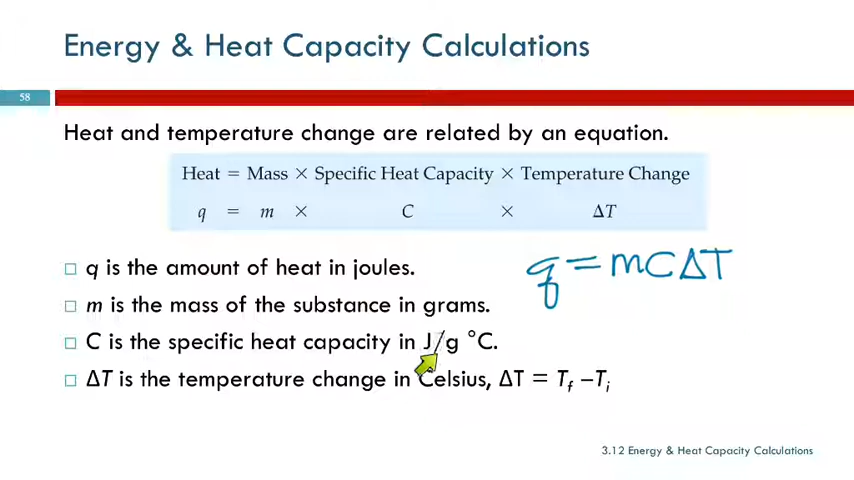 Energy & Heat Capacity Calculations
58
Heat and temperature change are related by an equation.
Heat = Mass × Specific Heat Capacity × Temperature Change
q = m × C × ΔT
q is the amount of heat in joules.
q = mCΔT
m is the mass of the substance in grams.
C is the specific heat capacity in J/g °C.
ΔT is the temperature change in Celsius, ΔT = Tf –Ti
3.12 Energy & Heat Capacity Calculations